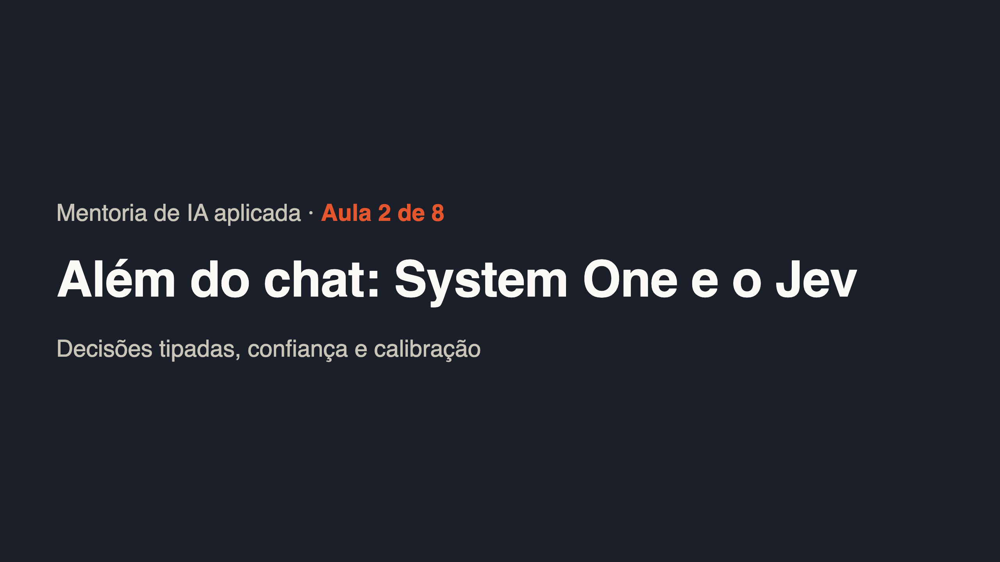 Mentoria de IA aplicada · Aula 2 de 8
Além do chat: System One e o Jev
Decisões tipadas, confiança e calibração